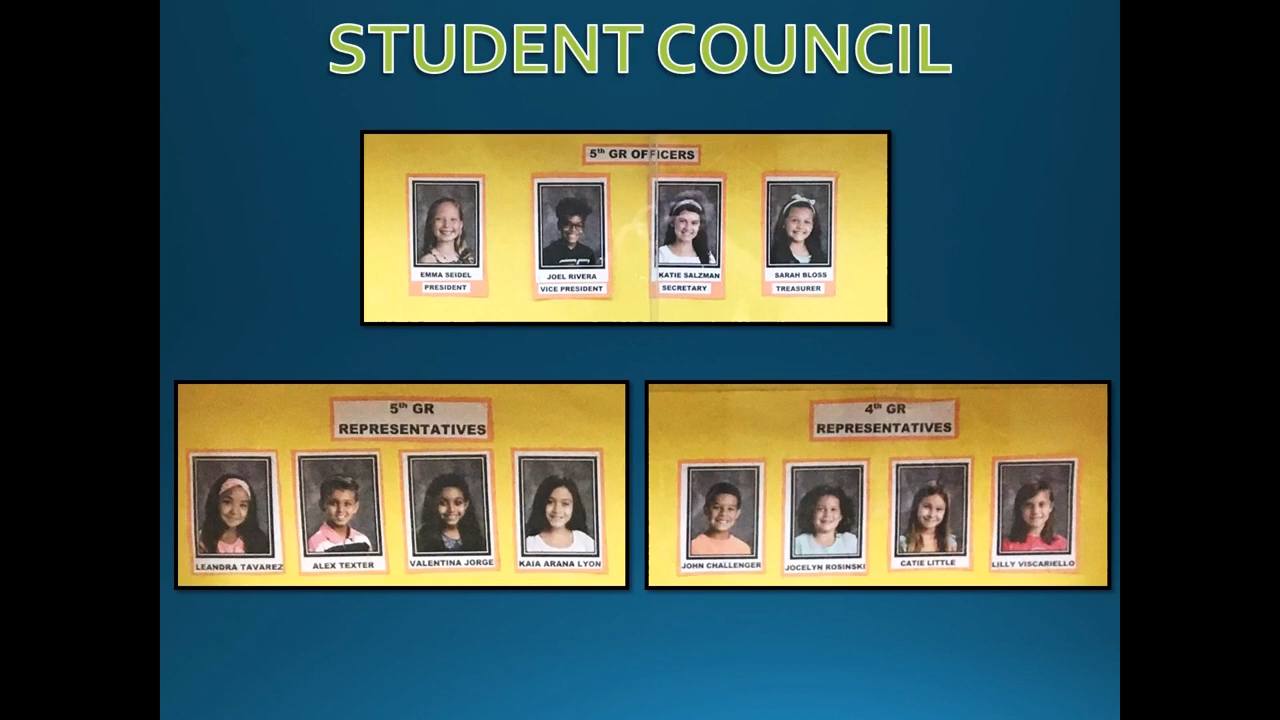 STUDENT COUNCIL
5th GR OFFICERS
EMMA SEIDEL
PRESIDENT
JOEL RIVERA
VICE PRESIDENT
KATIE SALZMAN
SECRETARY
SARAH BLOSS
TREASURER
5th GR
REPRESENTATIVES
LEANDRA TAVAREZ
ALEX TEXTER
VALENTINA JORGE
KAIA ARANA LYON
4th GR
REPRESENTATIVES
JOHN CHALLENGER
JOCELYN ROSINSKI
CATIE LITTLE
LILLY VISCARIELLO